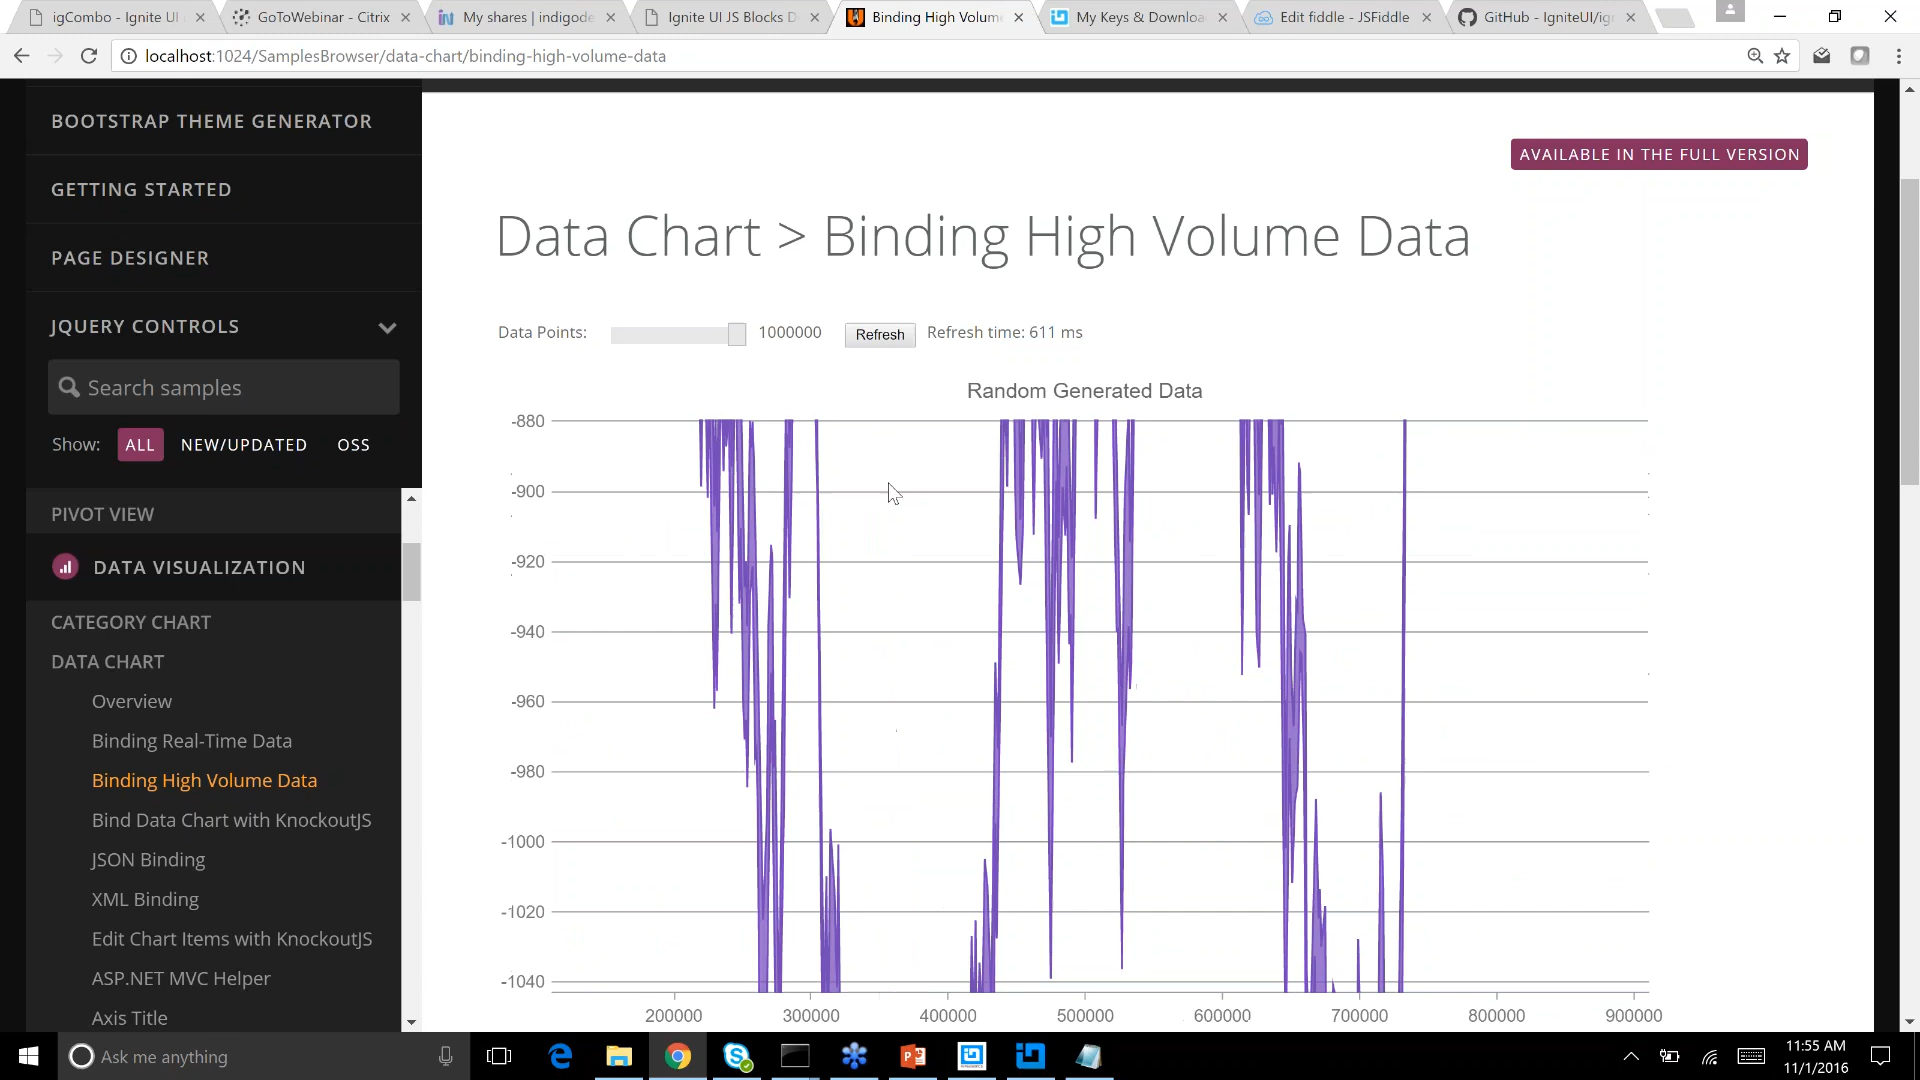 igCombo - Ignite UI
GoToWebinar - Citrix
My shares | indigode
Ignite UI JS Blocks D
Binding High Volume
My Keys & Downloa
Edit fiddle - JSFiddle
GitHub - IgniteUI/ig
localhost:1024/SamplesBrowser/data-chart/binding-high-volume-data
BOOTSTRAP THEME GENERATOR
GETTING STARTED
PAGE DESIGNER
JQUERY CONTROLS
Search samples
Show: ALL NEW/UPDATED OSS
PIVOT VIEW
DATA VISUALIZATION
CATEGORY CHART
DATA CHART
Overview
Binding Real-Time Data
Binding High Volume Data
Bind Data Chart with KnockoutJS
JSON Binding
XML Binding
Edit Chart Items with KnockoutJS
ASP.NET MVC Helper
Axis Title
AVAILABLE IN THE FULL VERSION
Data Chart > Binding High Volume Data
Data Points: 1000000 Refresh Refresh time: 611 ms
Random Generated Data
-880
-900
-920
-940
-960
-980
-1000
-1020
-1040
200000 300000 400000 500000 600000 700000 800000 900000
Ask me anything
11:55 AM
11/1/2016